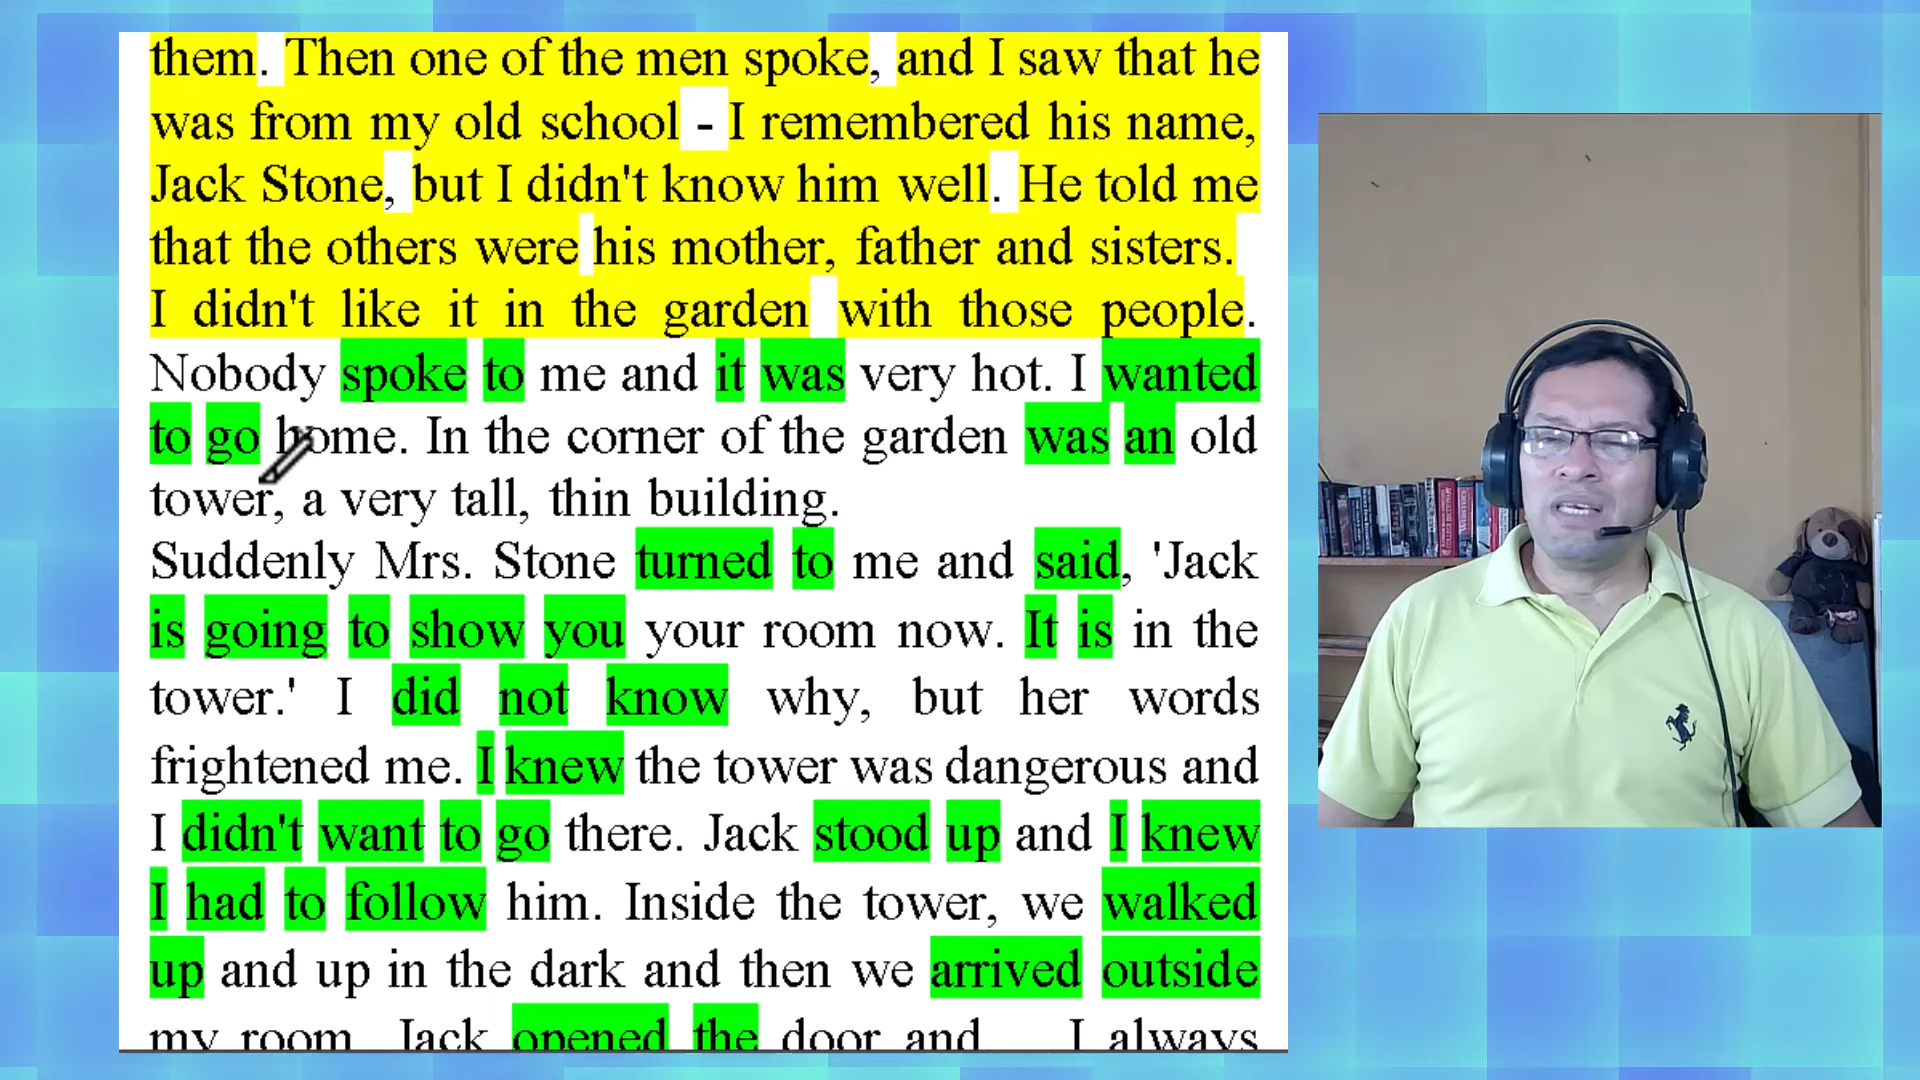 them. Then one of the men spoke, and I saw that he
was from my old school - I remembered his name,
Jack Stone, but I didn't know him well. He told me
that the others were his mother, father and sisters.
I didn't like it in the garden with those people.
Nobody spoke to me and it was very hot. I wanted
to go home. In the corner of the garden was an old
tower, a very tall, thin building.
Suddenly Mrs. Stone turned to me and said, 'Jack
is going to show you your room now. It is in the
tower.' I did not know why, but her words
frightened me. I knew the tower was dangerous and
I didn't want to go there. Jack stood up and I knew
I had to follow him. Inside the tower, we walked
up and up in the dark and then we arrived outside
my room. Jack opened the door and ... I always